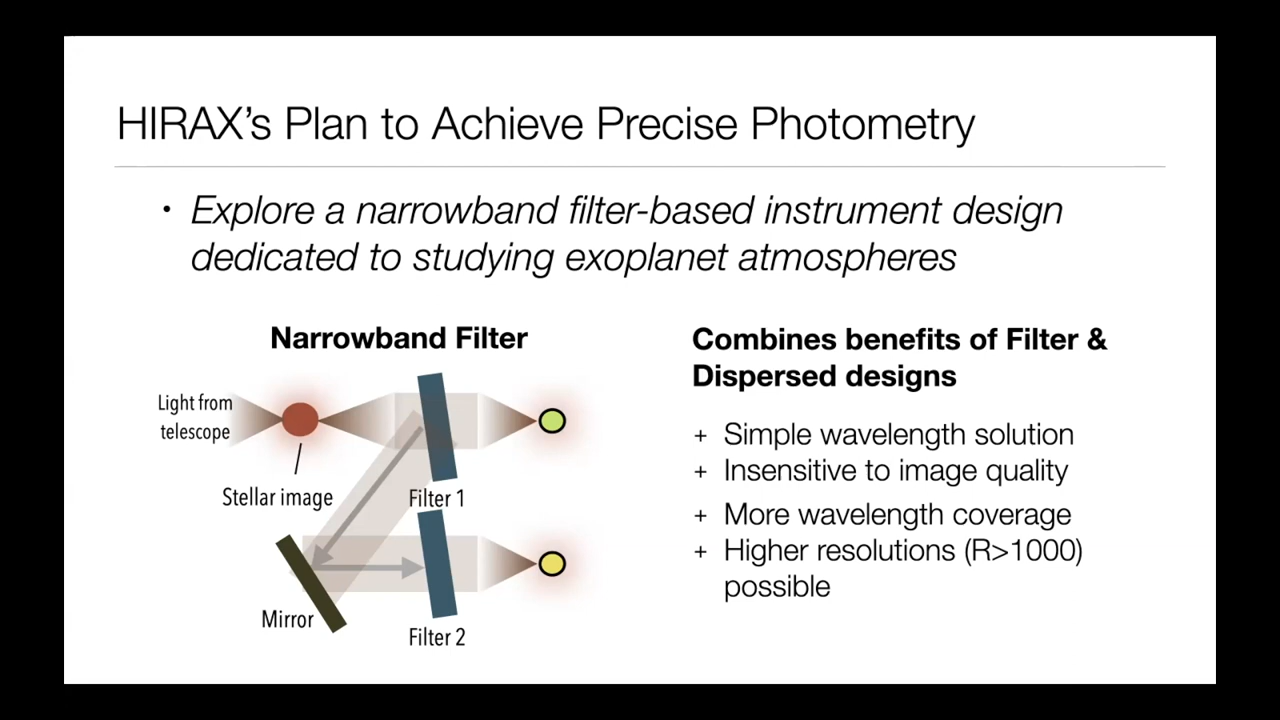 HIRAX’s Plan to Achieve Precise Photometry
• Explore a narrowband filter-based instrument design
dedicated to studying exoplanet atmospheres
Narrowband Filter
Light from
telescope
Stellar image
Filter 1
Mirror
Filter 2
Combines benefits of Filter &
Dispersed designs
+ Simple wavelength solution
+ Insensitive to image quality
+ More wavelength coverage
+ Higher resolutions (R>1000)
possible